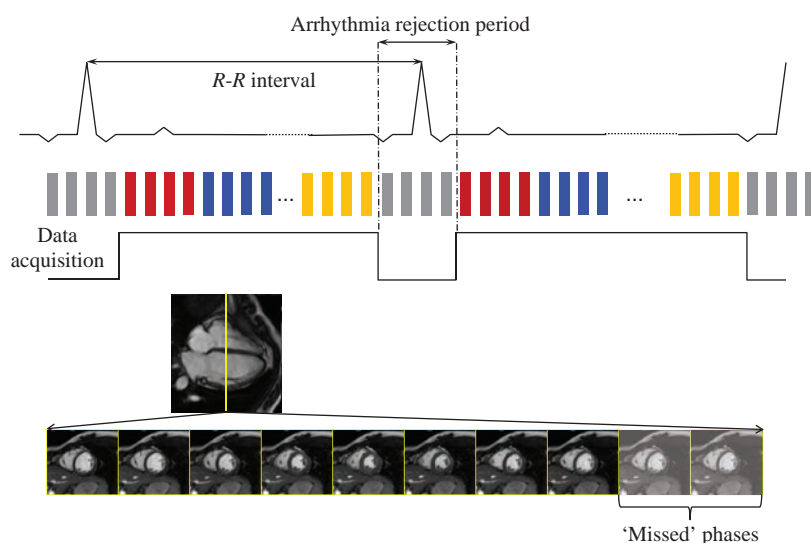 Arrhythmia rejection period
R-R interval
...
...
Data
acquisition
'Missed' phases